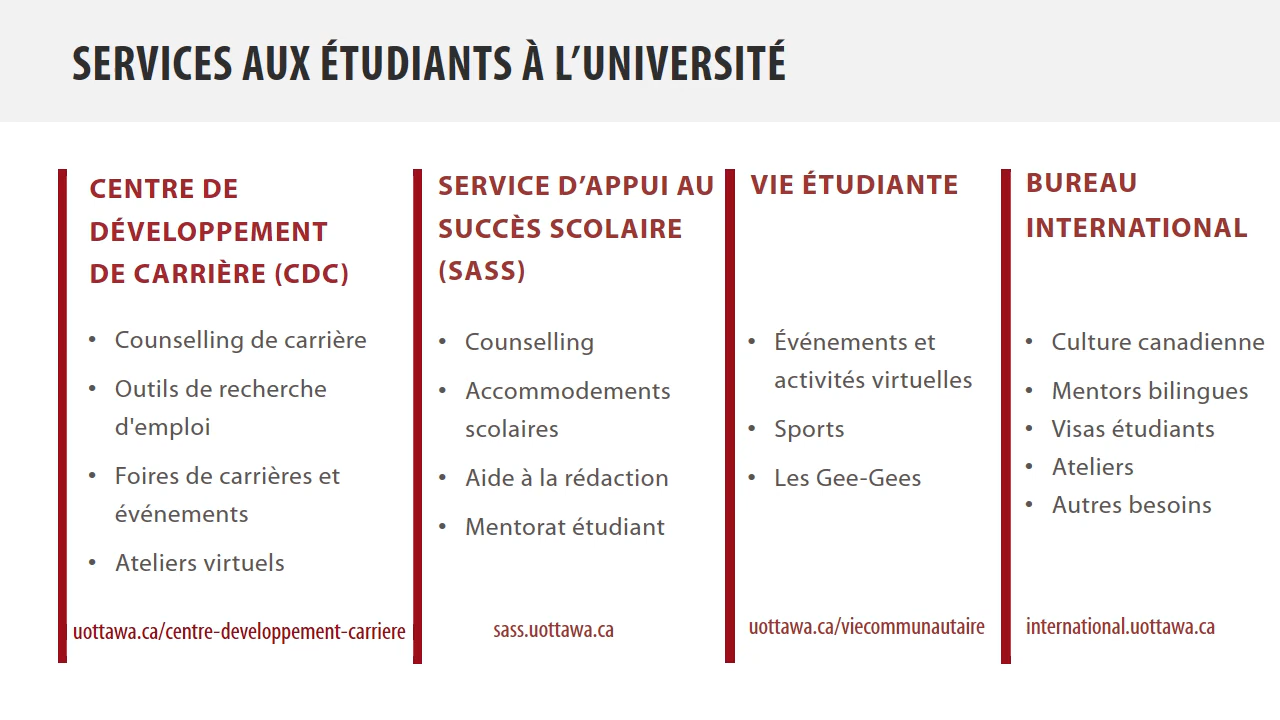 SERVICES AUX ÉTUDIANTS À L’UNIVERSITÉ
CENTRE DE
DÉVELOPPEMENT
DE CARRIÈRE (CDC)
• Counselling de carrière
• Outils de recherche
d'emploi
• Foires de carrières et
événements
• Ateliers virtuels
uottawa.ca/centre-developpement-carriere
SERVICE D’APPUI AU
SUCCÈS SCOLAIRE
(SASS)
• Counselling
• Accommodements
scolaires
• Aide à la rédaction
• Mentorat étudiant
sass.uottawa.ca
VIE ÉTUDIANTE
• Événements et
activités virtuelles
• Sports
• Les Gee-Gees
uottawa.ca/viecommunautaire
BUREAU
INTERNATIONAL
• Culture canadienne
• Mentors bilingues
• Visas étudiants
• Ateliers
• Autres besoins
international.uottawa.ca